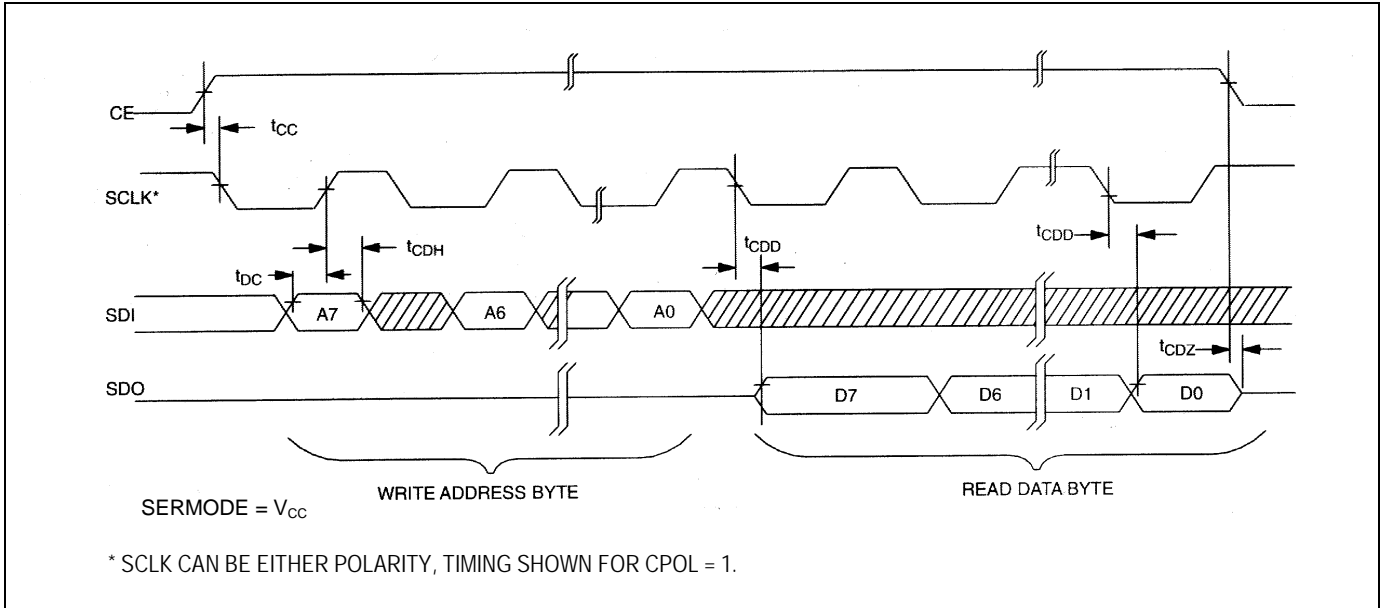 CE
tCC
SCLK*
tCDH
tCDD
tCDD
tDC
SDI
A7
A6
A0
tCDZ
SDO
D7
D6
D1
D0
WRITE ADDRESS BYTE
READ DATA BYTE
SERMODE = VCC
* SCLK CAN BE EITHER POLARITY, TIMING SHOWN FOR CPOL = 1.